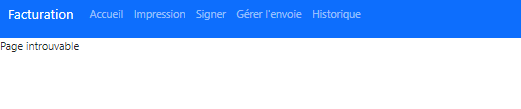 Facturation Accueil Impression Signer Gérer l'envoie Historique
Page introuvable